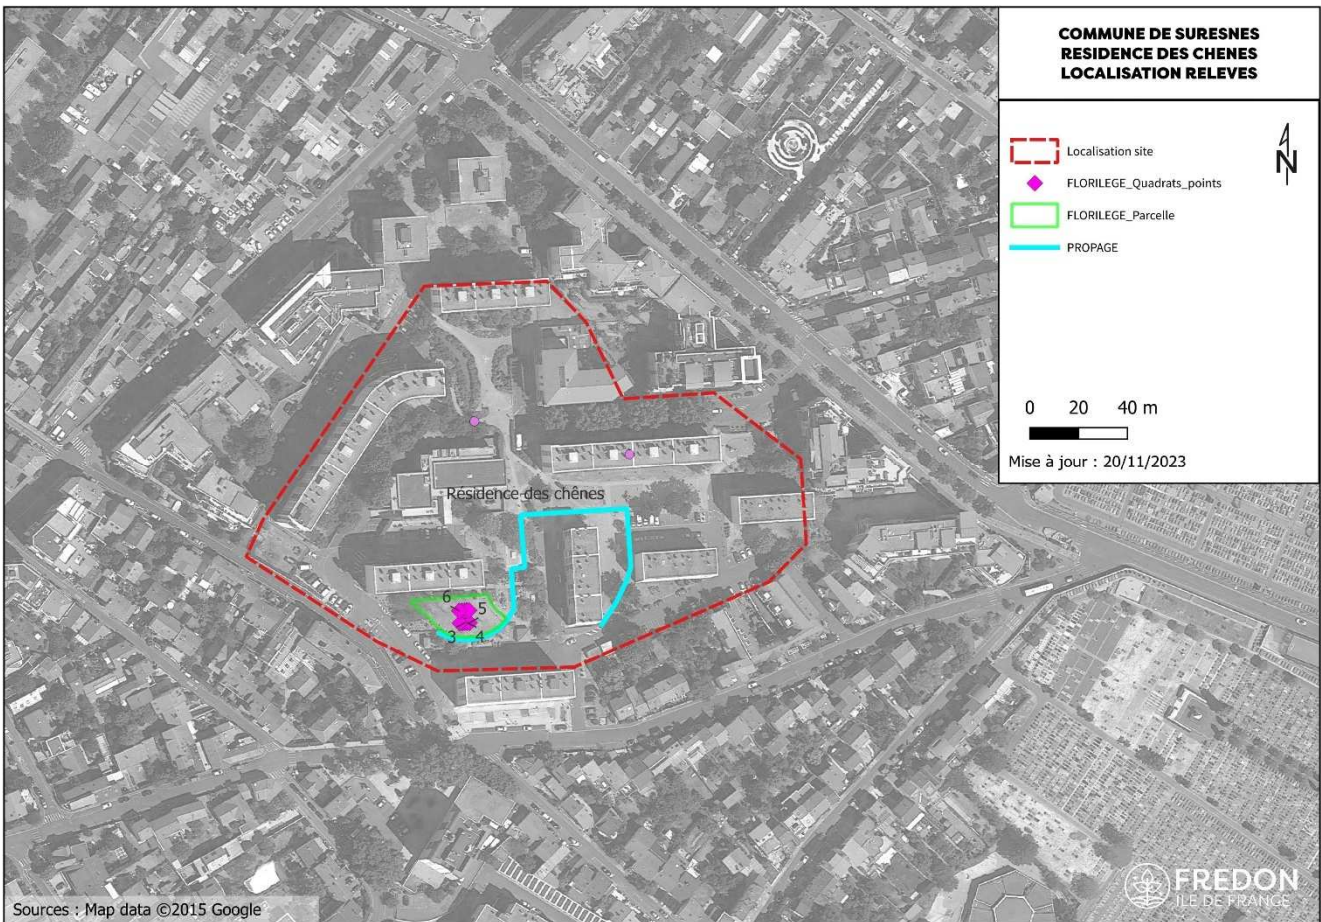 COMMUNE DE SURESNES
RESIDENCE DES CHENES
LOCALISATION RELEVES
Localisation site
N
FLORILEGE_Quadrats_points
FLORILEGE_Parcelle
PROPAGE
0 20 40 m
Mise à jour : 20/11/2023
Résidence des chênes
6
5
3 4
Sources : Map data ©2015 Google
FREDON
ILE DE FRANCE